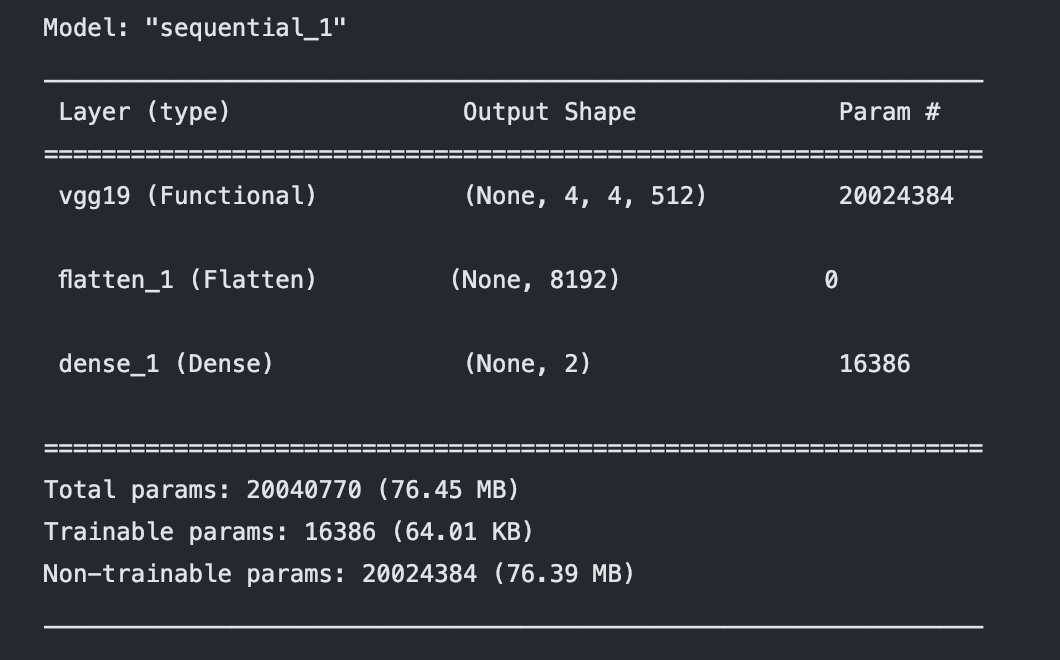 Model: "sequential_1"
_________________________________________________________________
Layer (type) Output Shape Param #
=================================================================
vgg19 (Functional) (None, 4, 4, 512) 20024384
flatten_1 (Flatten) (None, 8192) 0
dense_1 (Dense) (None, 2) 16386
=================================================================
Total params: 20040770 (76.45 MB)
Trainable params: 16386 (64.01 KB)
Non-trainable params: 20024384 (76.39 MB)
_________________________________________________________________